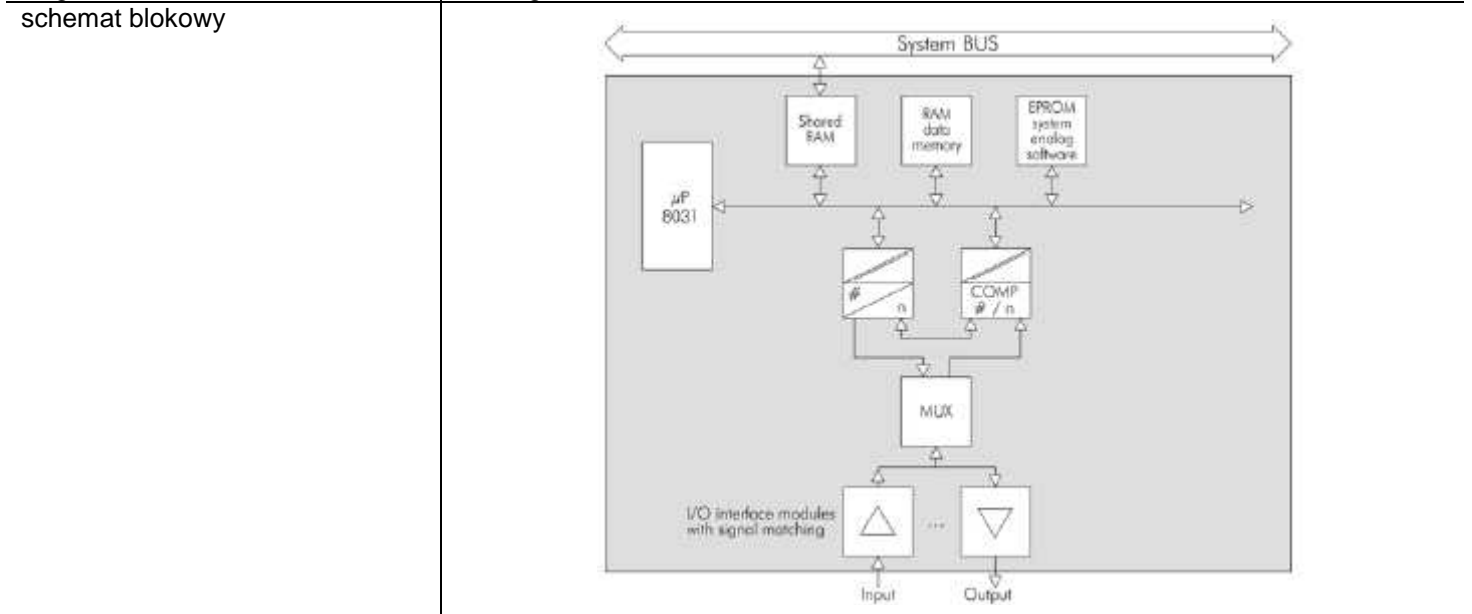 schemat blokowy
System BUS
Shared
RAM
RAM
data
memory
EPROM
system
analog
software
µP
8031
#
n
COMP
# / n
MUX
I/O interface modules
with signal matching
...
Input
Output